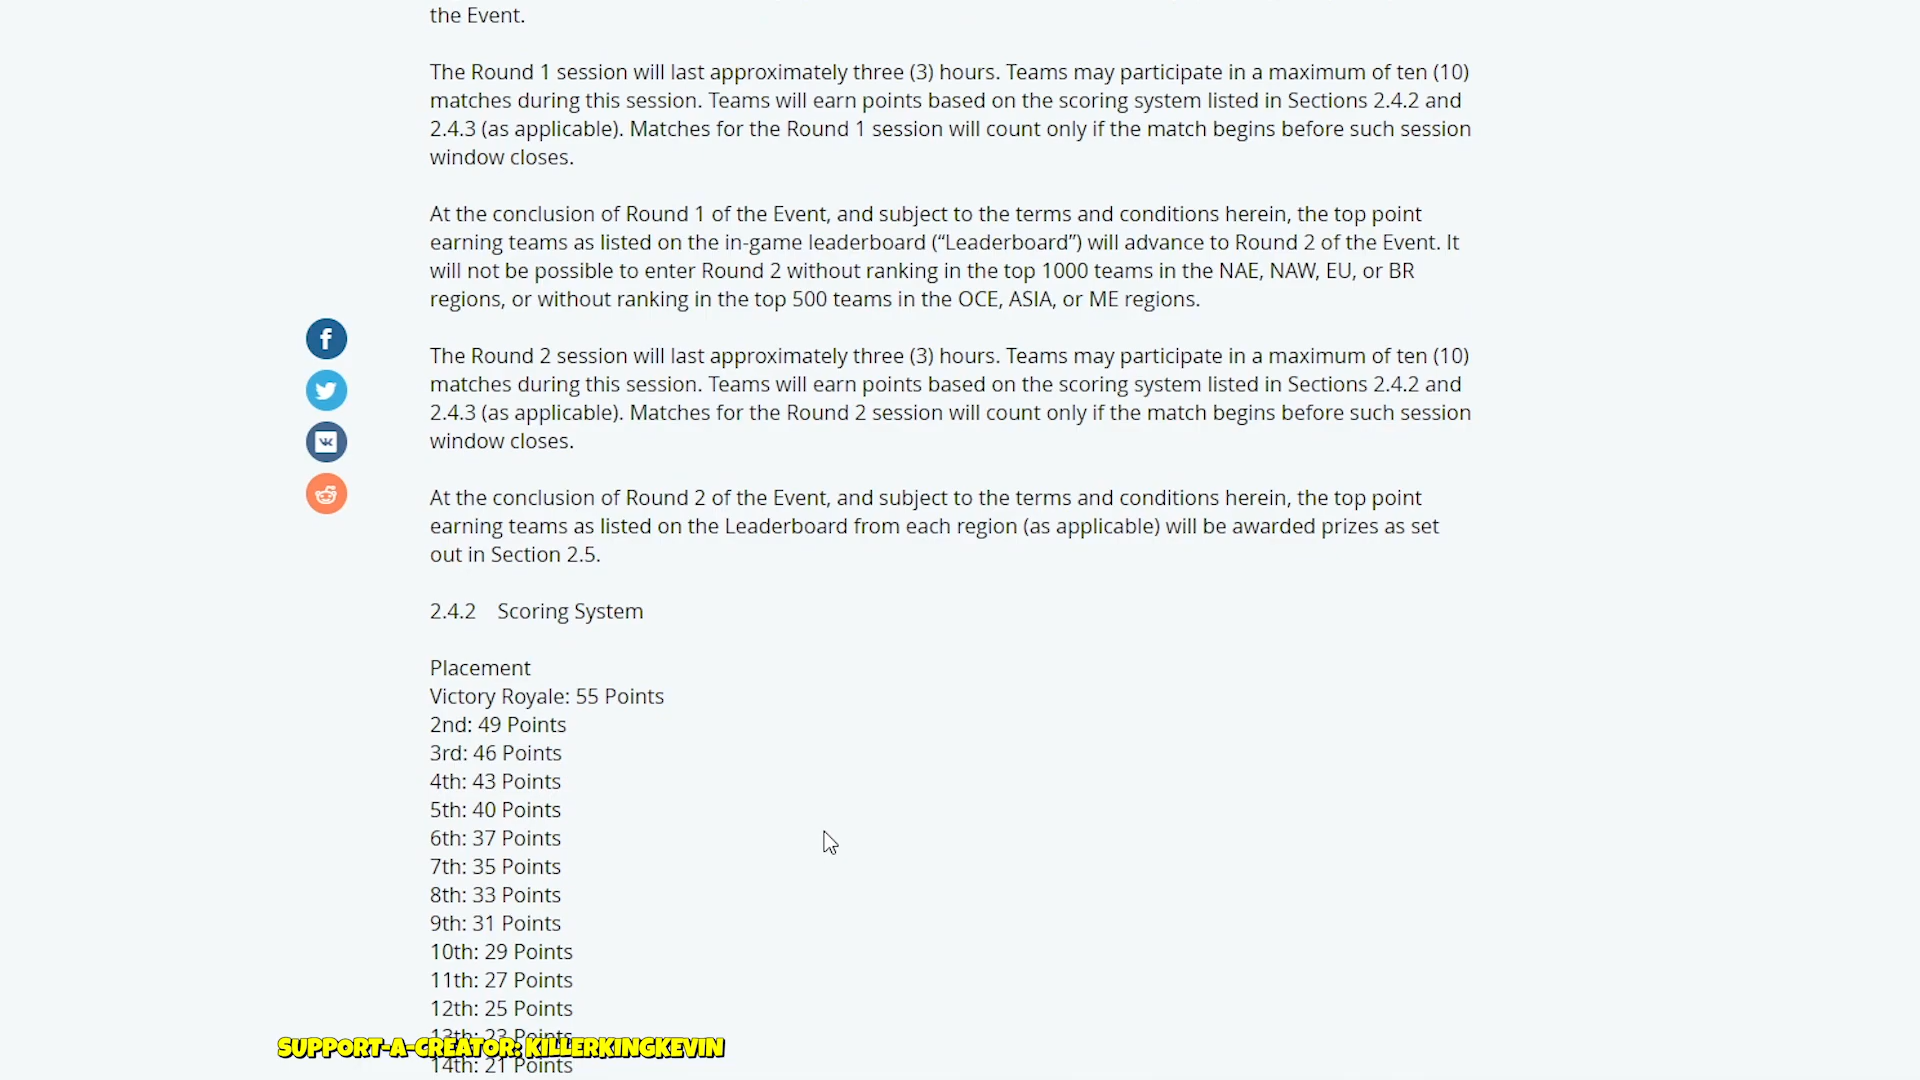 the Event.
The Round 1 session will last approximately three (3) hours. Teams may participate in a maximum of ten (10)
matches during this session. Teams will earn points based on the scoring system listed in Sections 2.4.2 and
2.4.3 (as applicable). Matches for the Round 1 session will count only if the match begins before such session
window closes.
At the conclusion of Round 1 of the Event, and subject to the terms and conditions herein, the top point
earning teams as listed on the in-game leaderboard (“Leaderboard”) will advance to Round 2 of the Event. It
will not be possible to enter Round 2 without ranking in the top 1000 teams in the NAE, NAW, EU, or BR
regions, or without ranking in the top 500 teams in the OCE, ASIA, or ME regions.
The Round 2 session will last approximately three (3) hours. Teams may participate in a maximum of ten (10)
matches during this session. Teams will earn points based on the scoring system listed in Sections 2.4.2 and
2.4.3 (as applicable). Matches for the Round 2 session will count only if the match begins before such session
window closes.
At the conclusion of Round 2 of the Event, and subject to the terms and conditions herein, the top point
earning teams as listed on the Leaderboard from each region (as applicable) will be awarded prizes as set
out in Section 2.5.
2.4.2 Scoring System
Placement
Victory Royale: 55 Points
2nd: 49 Points
3rd: 46 Points
4th: 43 Points
5th: 40 Points
6th: 37 Points
7th: 35 Points
8th: 33 Points
9th: 31 Points
10th: 29 Points
11th: 27 Points
12th: 25 Points
13th: 23 Points
SUPPORT-A-CREATOR: KILLERKINGKEVIN
14th: 21 Points